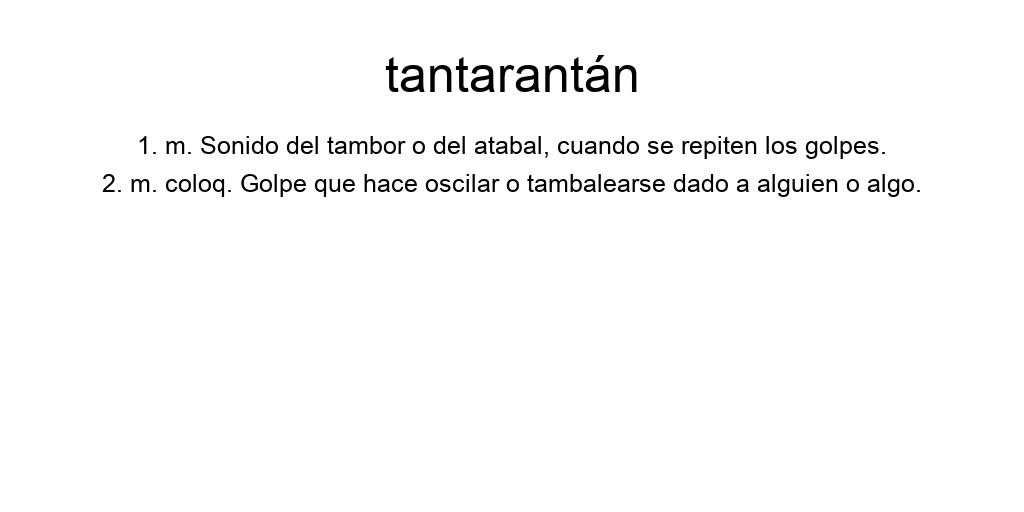 tantarantán
1. m. Sonido del tambor o del atabal, cuando se repiten los golpes.
2. m. coloq. Golpe que hace oscilar o tambalearse dado a alguien o algo.